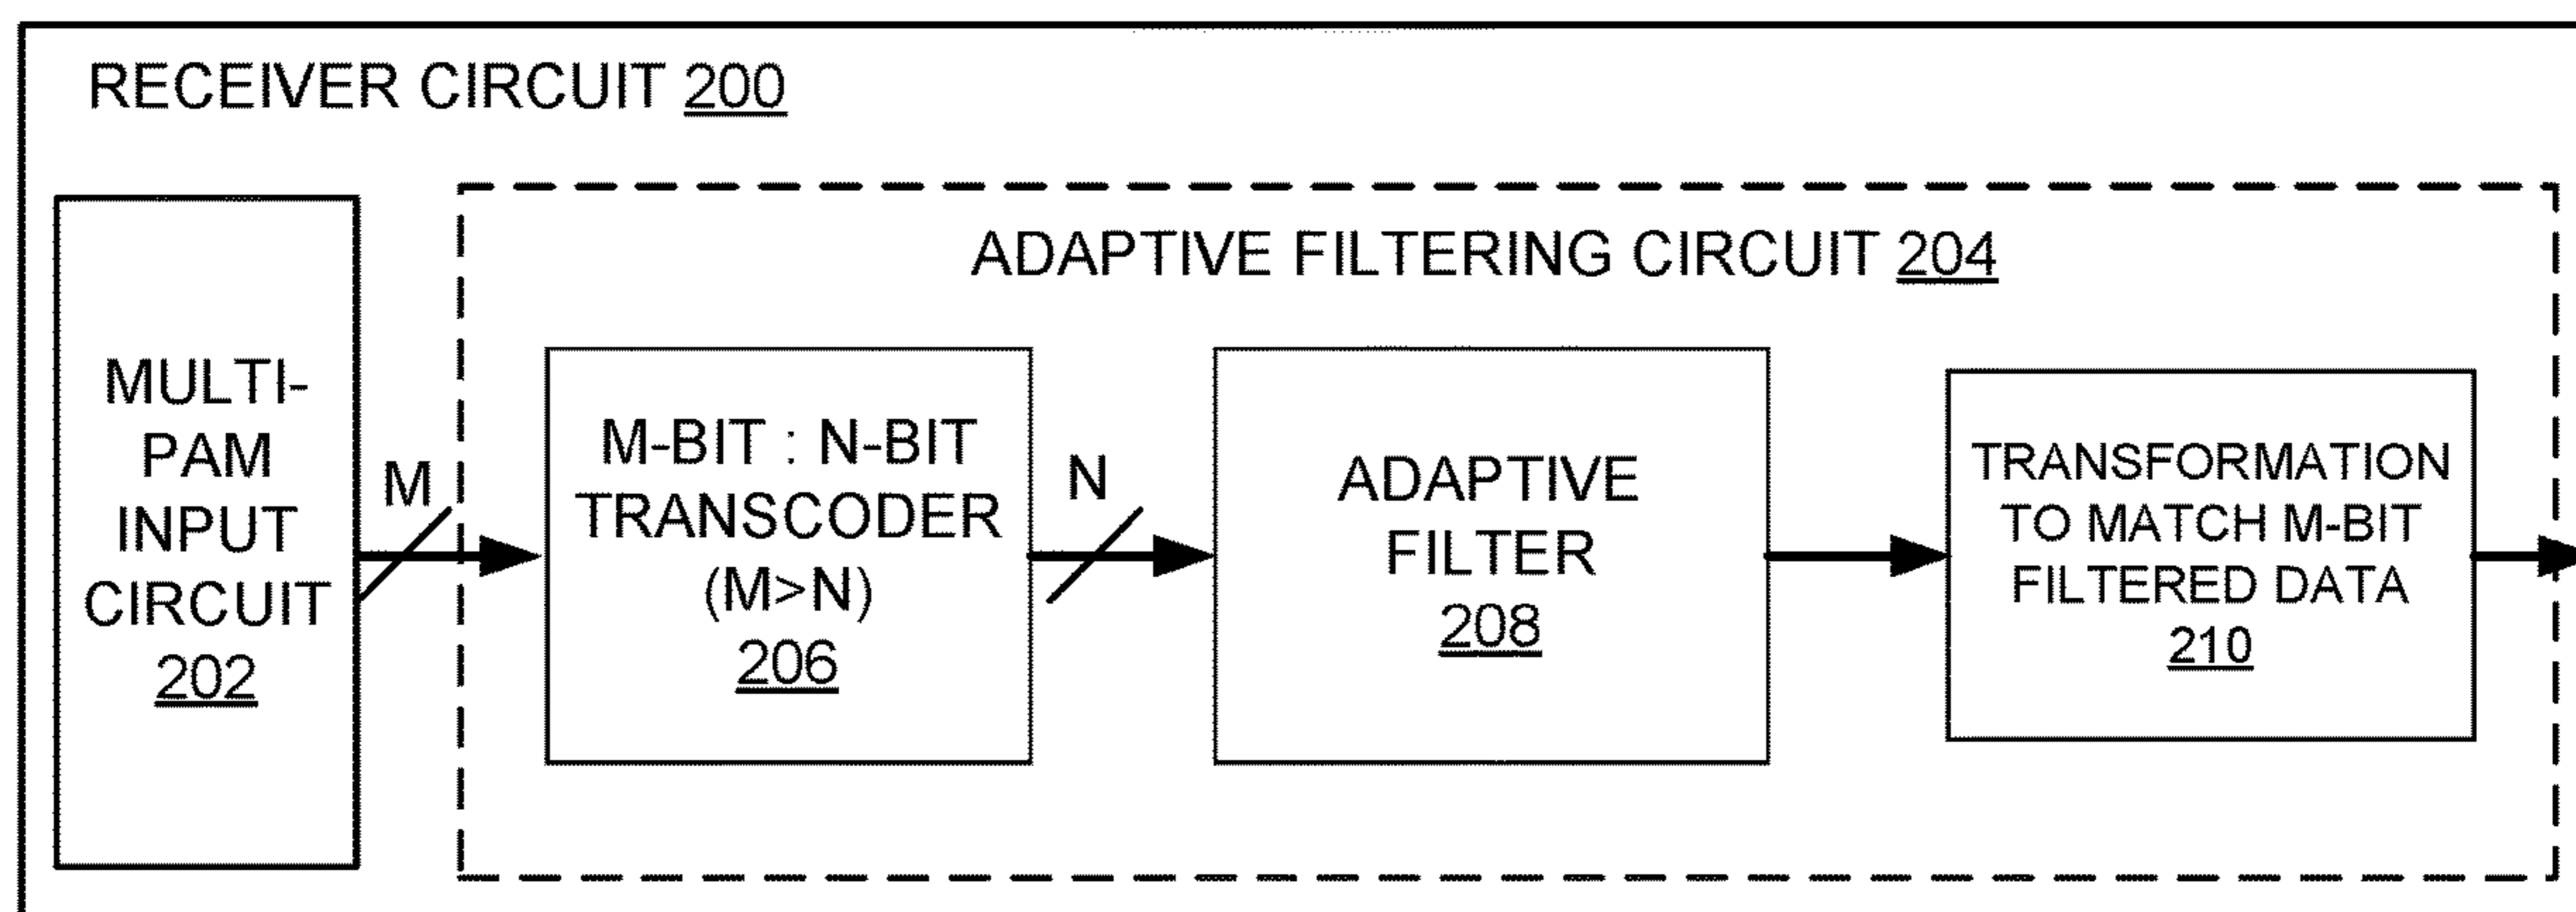 RECEIVER CIRCUIT 200
ADAPTIVE FILTERING CIRCUIT 204
MULTI-
PAM
INPUT
CIRCUIT
202
M
M-BIT : N-BIT
TRANSCODER
(M>N)
206
N
ADAPTIVE
FILTER
208
TRANSFORMATION
TO MATCH M-BIT
FILTERED DATA
210